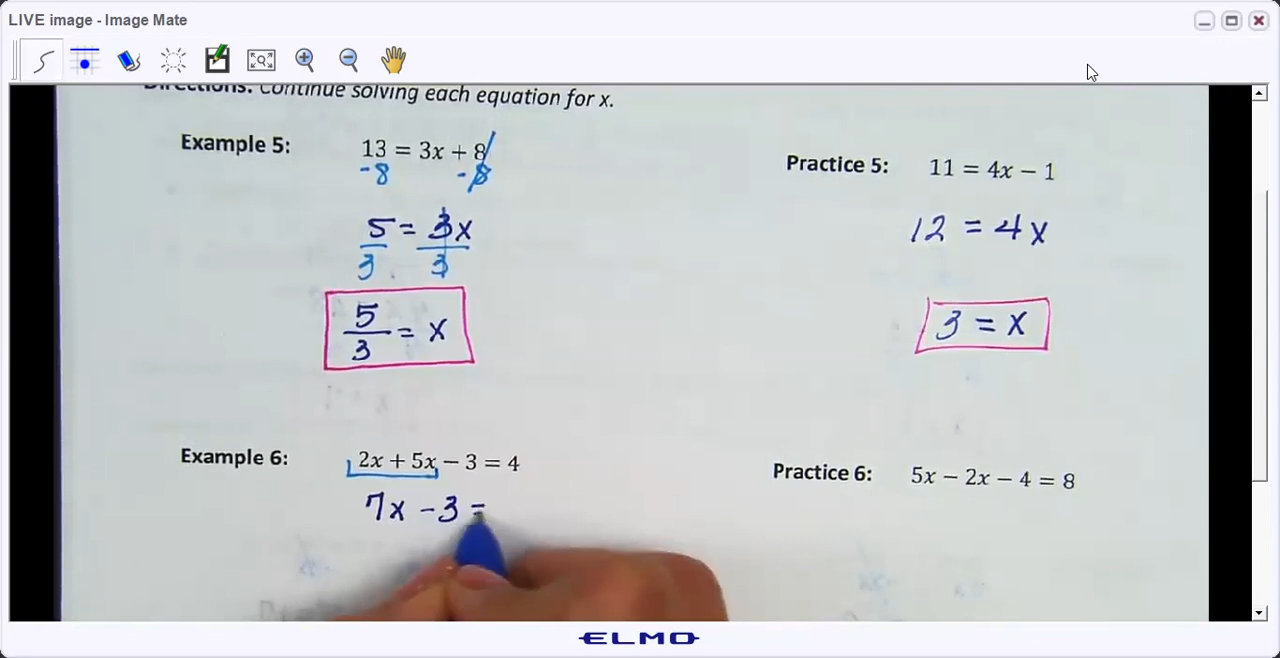 LIVE image - Image Mate
Directions: Continue solving each equation for x.
Example 5: 13 = 3x + 8
-8 -8
5 = 3x
3 3
5/3 = x
Practice 5: 11 = 4x − 1
12 = 4x
3 = x
Example 6: 2x + 5x − 3 = 4
7x - 3 =
Practice 6: 5x − 2x − 4 = 8
ELMO